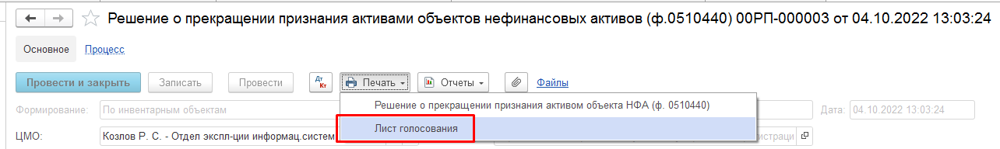 Решение о прекращении признания активами объектов нефинансовых активов (ф.0510440) 00РП-000003 от 04.10.2022 13:03:24
Основное Процесс
Провести и закрыть Записать Провести Дт Кт Печать Отчеты Файлы
Формирование: По инвентарным объектам Решение о прекращении признания активом объекта НФА (ф. 0510440) Дата: 04.10.2022 13:03:24
ЦМО: Козлов Р. С. - Отдел экспл-ции информац.систем Лист голосования